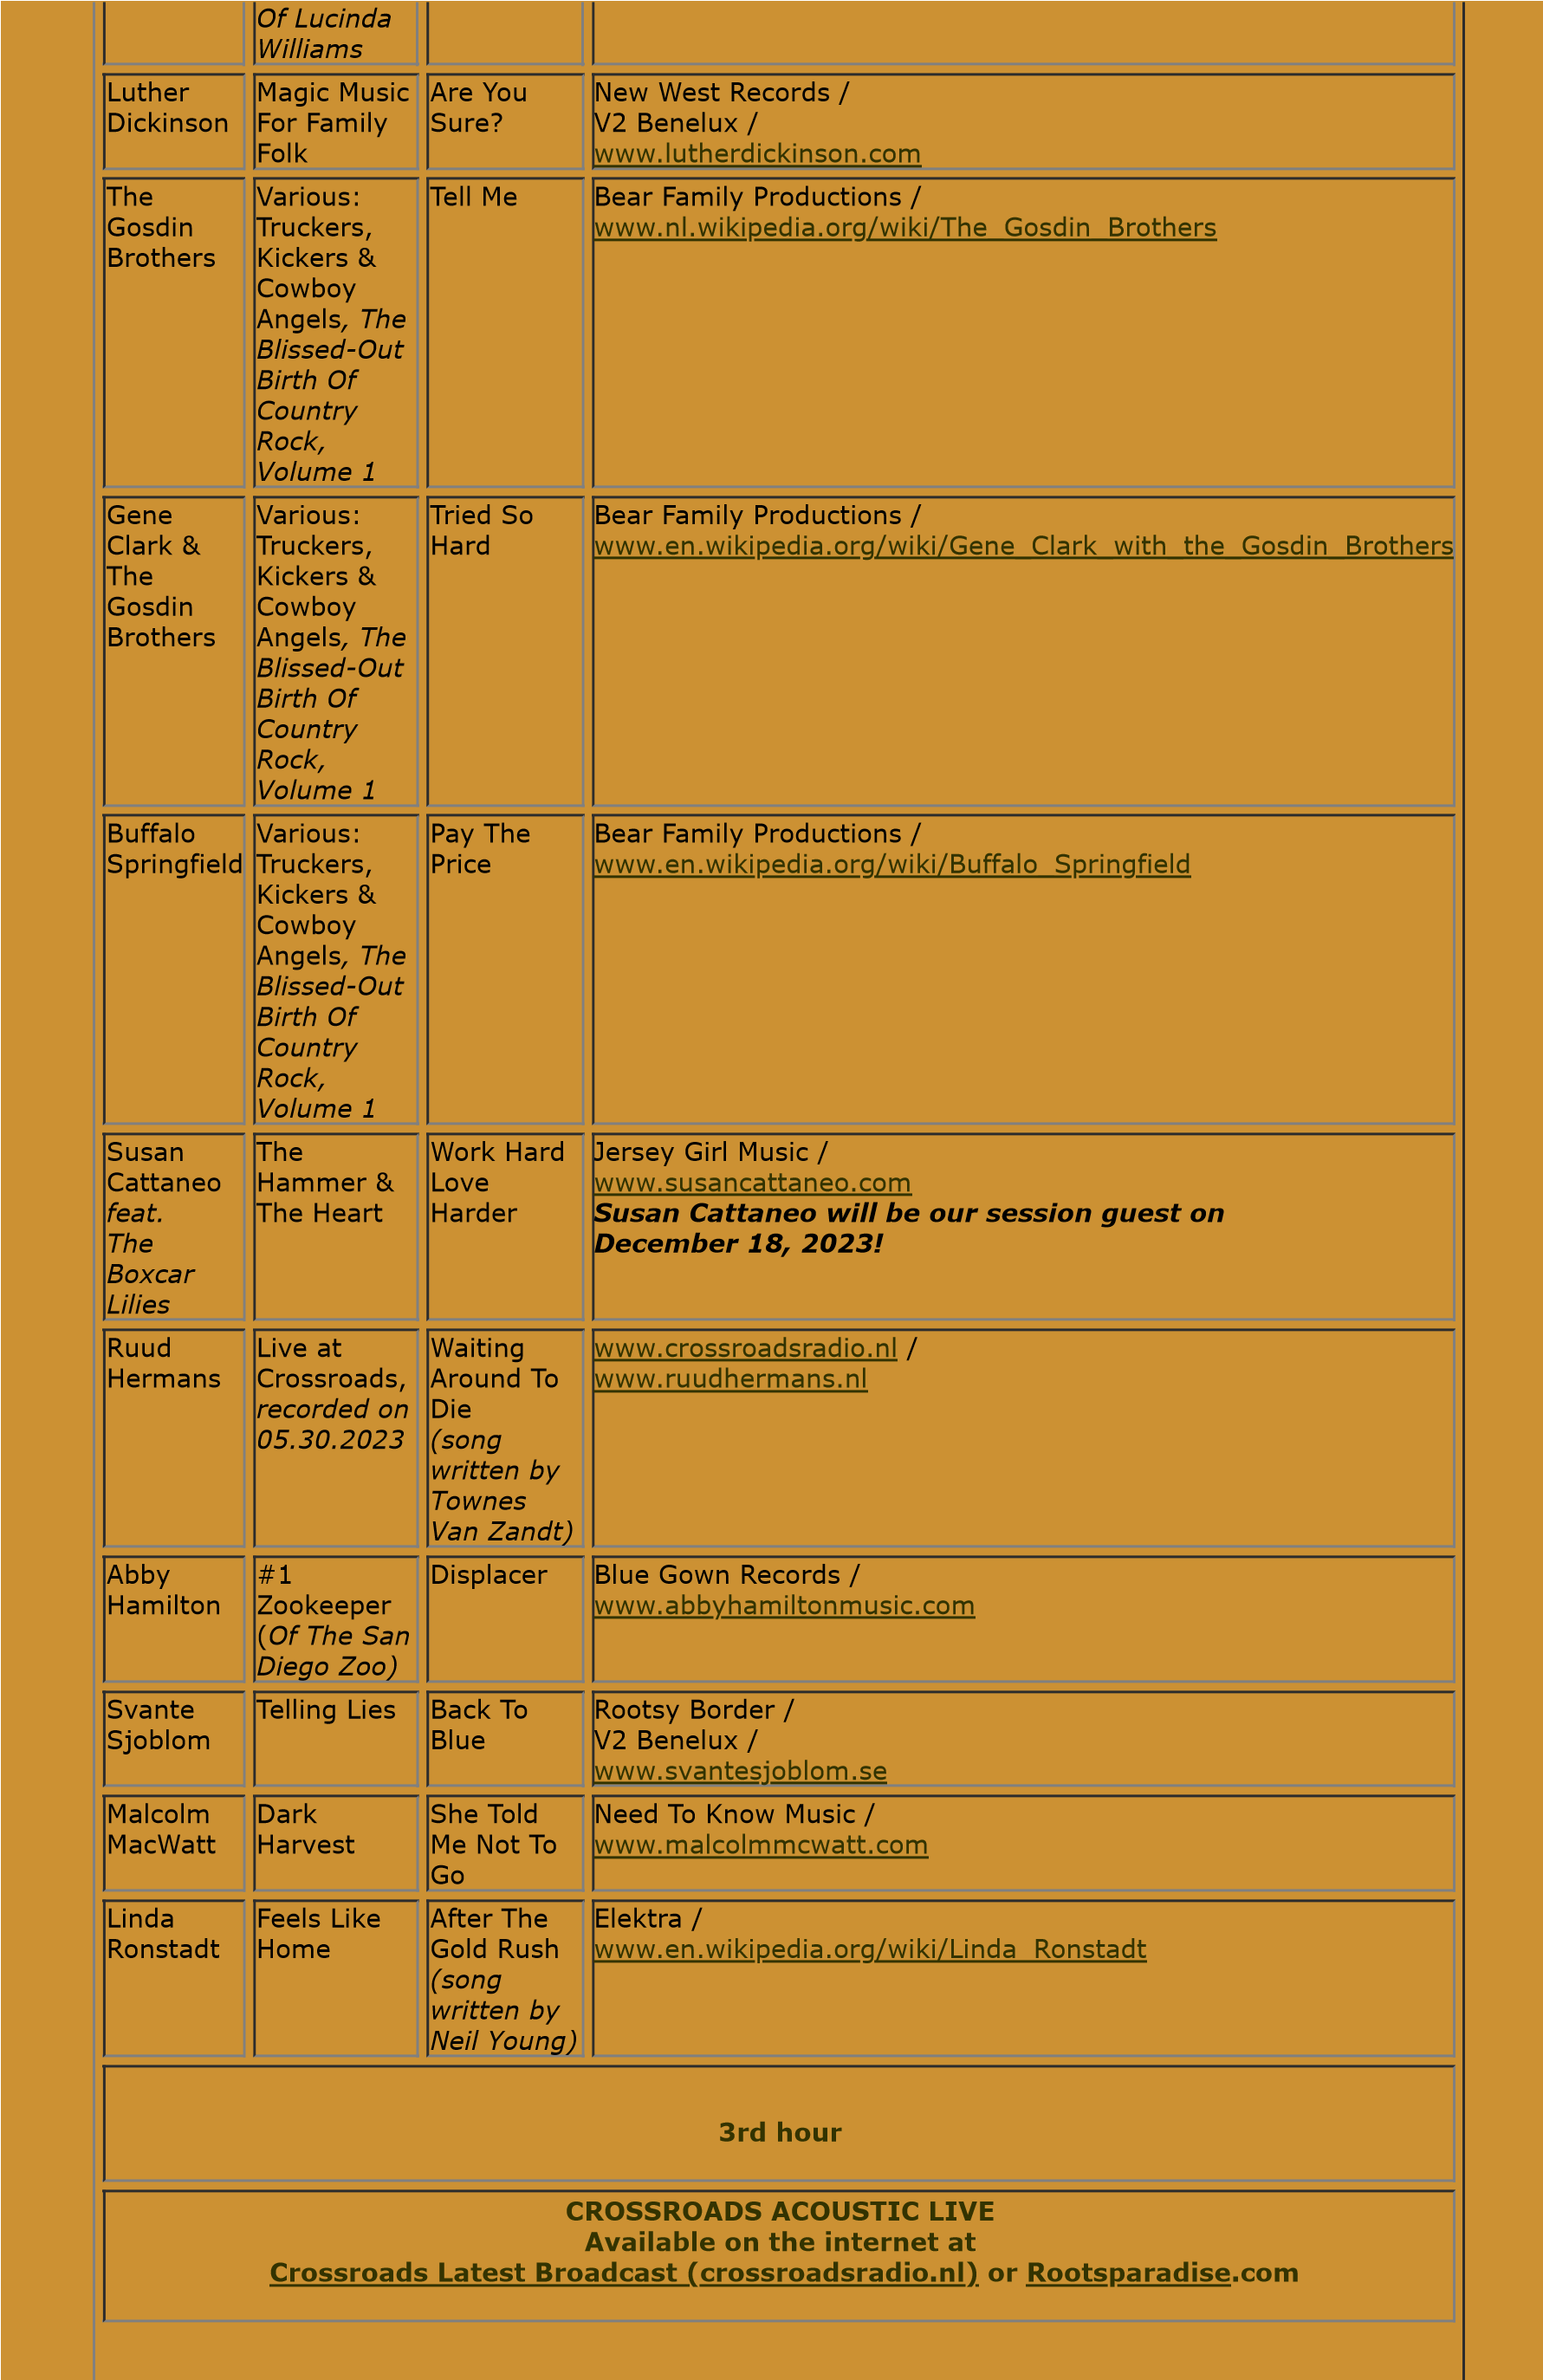 Of Lucinda
Williams
Luther
Dickinson
Magic Music
For Family
Folk
Are You
Sure?
New West Records /
V2 Benelux /
www.lutherdickinson.com
The
Gosdin
Brothers
Various:
Truckers,
Kickers &
Cowboy
Angels, The
Blissed-Out
Birth Of
Country
Rock,
Volume 1
Tell Me
Bear Family Productions /
www.nl.wikipedia.org/wiki/The_Gosdin_Brothers
Gene
Clark &
The
Gosdin
Brothers
Various:
Truckers,
Kickers &
Cowboy
Angels, The
Blissed-Out
Birth Of
Country
Rock,
Volume 1
Tried So
Hard
Bear Family Productions /
www.en.wikipedia.org/wiki/Gene_Clark_with_the_Gosdin_Brothers
Buffalo
Springfield
Various:
Truckers,
Kickers &
Cowboy
Angels, The
Blissed-Out
Birth Of
Country
Rock,
Volume 1
Pay The
Price
Bear Family Productions /
www.en.wikipedia.org/wiki/Buffalo_Springfield
Susan
Cattaneo
feat.
The
Boxcar
Lilies
The
Hammer &
The Heart
Work Hard
Love
Harder
Jersey Girl Music /
www.susancattaneo.com
Susan Cattaneo will be our session guest on
December 18, 2023!
Ruud
Hermans
Live at
Crossroads,
recorded on
05.30.2023
Waiting
Around To
Die
(song
written by
Townes
Van Zandt)
www.crossroadsradio.nl /
www.ruudhermans.nl
Abby
Hamilton
#1
Zookeeper
(Of The San
Diego Zoo)
Displacer
Blue Gown Records /
www.abbyhamiltonmusic.com
Svante
Sjoblom
Telling Lies
Back To
Blue
Rootsy Border /
V2 Benelux /
www.svantesjoblom.se
Malcolm
MacWatt
Dark
Harvest
She Told
Me Not To
Go
Need To Know Music /
www.malcolmmcwatt.com
Linda
Ronstadt
Feels Like
Home
After The
Gold Rush
(song
written by
Neil Young)
Elektra /
www.en.wikipedia.org/wiki/Linda_Ronstadt
3rd hour
CROSSROADS ACOUSTIC LIVE
Available on the internet at
Crossroads Latest Broadcast (crossroadsradio.nl) or Rootsparadise.com